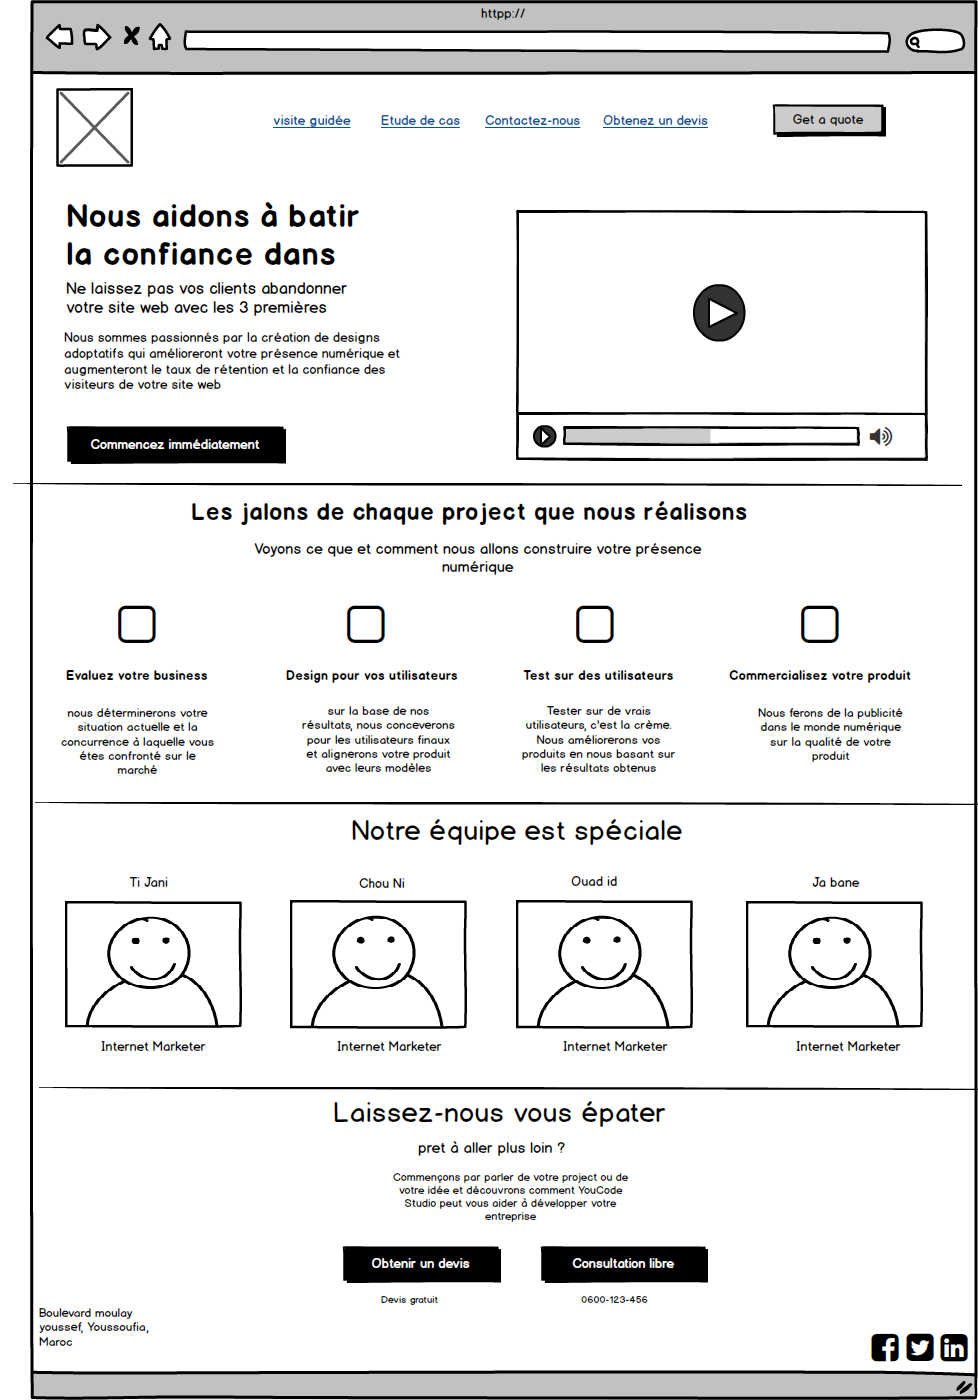 httpp://
visite guidée Etude de cas Contactez-nous Obtenez un devis Get a quote
Nous aidons à batir
la confiance dans
Ne laissez pas vos clients abandonner
votre site web avec les 3 premières
Nous sommes passionnés par la création de designs
adoptatifs qui amélioreront votre présence numérique et
augmenteront le taux de rétention et la confiance des
visiteurs de votre site web
Commencez immédiatement
Les jalons de chaque project que nous réalisons
Voyons ce que et comment nous allons construire votre présence
numérique
Evaluez votre business
nous déterminerons votre
situation actuelle et la
concurrence à laquelle vous
étes confronté sur le
marché
Design pour vos utilisateurs
sur la base de nos
résultats, nous conceverons
pour les utilisateurs finaux
et alignerons votre produit
avec leurs modèles
Test sur des utilisateurs
Tester sur de vrais
utilisateurs, c'est la crème.
Nous améliorerons vos
produits en nous basant sur
les résultats obtenus
Commercialisez votre produit
Nous ferons de la publicité
dans le monde numérique
sur la qualité de votre
produit
Notre équipe est spéciale
Ti Jani Chou Ni Ouad id Ja bane
Internet Marketer Internet Marketer Internet Marketer Internet Marketer
Laissez-nous vous épater
pret à aller plus loin ?
Commençons par parler de votre project ou de
votre idée et découvrons comment YouCode
Studio peut vous aider à développer votre
entreprise
Obtenir un devis Consultation libre
Devis gratuit 0600-123-456
Boulevard moulay
youssef, Youssoufia,
Maroc